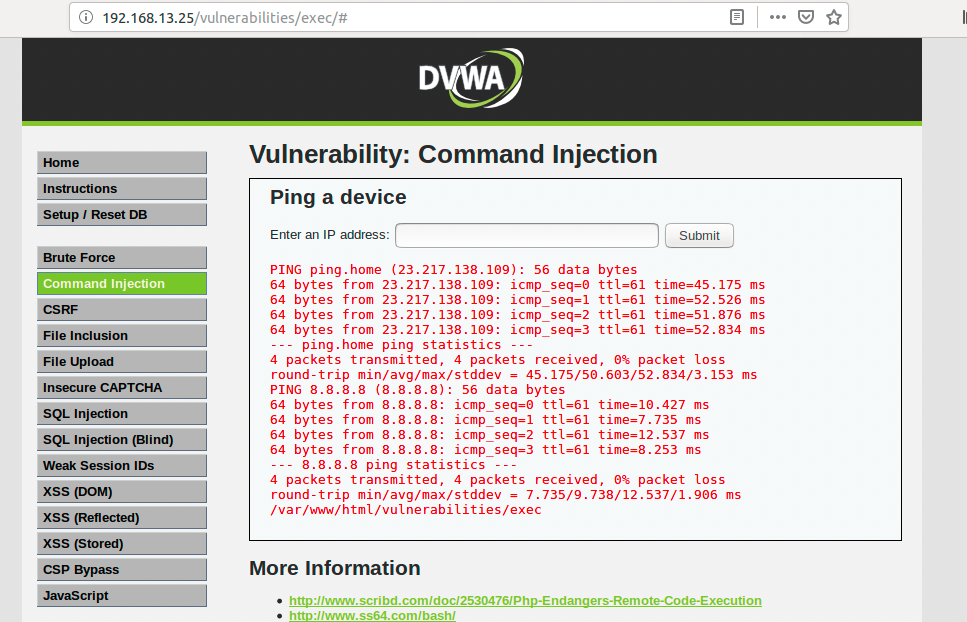 192.168.13.25/vulnerabilities/exec/#
DVWA
Home
Instructions
Setup / Reset DB
Brute Force
Command Injection
CSRF
File Inclusion
File Upload
Insecure CAPTCHA
SQL Injection
SQL Injection (Blind)
Weak Session IDs
XSS (DOM)
XSS (Reflected)
XSS (Stored)
CSP Bypass
JavaScript
Vulnerability: Command Injection
Ping a device
Enter an IP address:
Submit
PING ping.home (23.217.138.109): 56 data bytes
64 bytes from 23.217.138.109: icmp_seq=0 ttl=61 time=45.175 ms
64 bytes from 23.217.138.109: icmp_seq=1 ttl=61 time=52.526 ms
64 bytes from 23.217.138.109: icmp_seq=2 ttl=61 time=51.876 ms
64 bytes from 23.217.138.109: icmp_seq=3 ttl=61 time=52.834 ms
--- ping.home ping statistics ---
4 packets transmitted, 4 packets received, 0% packet loss
round-trip min/avg/max/stddev = 45.175/50.603/52.834/3.153 ms
PING 8.8.8.8 (8.8.8.8): 56 data bytes
64 bytes from 8.8.8.8: icmp_seq=0 ttl=61 time=10.427 ms
64 bytes from 8.8.8.8: icmp_seq=1 ttl=61 time=7.735 ms
64 bytes from 8.8.8.8: icmp_seq=2 ttl=61 time=12.537 ms
64 bytes from 8.8.8.8: icmp_seq=3 ttl=61 time=8.253 ms
--- 8.8.8.8 ping statistics ---
4 packets transmitted, 4 packets received, 0% packet loss
round-trip min/avg/max/stddev = 7.735/9.738/12.537/1.906 ms
/var/www/html/vulnerabilities/exec
More Information
• http://www.scribd.com/doc/2530476/Php-Endangers-Remote-Code-Execution
• http://www.ss64.com/bash/